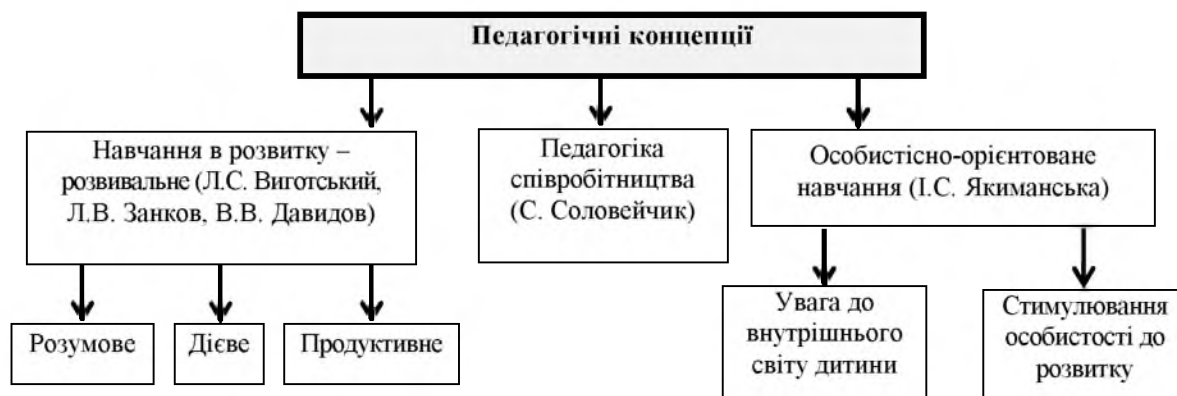 Педагогічні концепції
Навчання в розвитку –
розвивальне (Л.С. Виготський,
Л.В. Занков, В.В. Давидов)
Педагогіка
співробітництва
(С. Соловейчик)
Особистісно-орієнтоване
навчання (І.С. Якиманська)
Розумове
Дієве
Продуктивне
Увага до
внутрішнього
світу дитини
Стимулювання
особистості до
розвитку